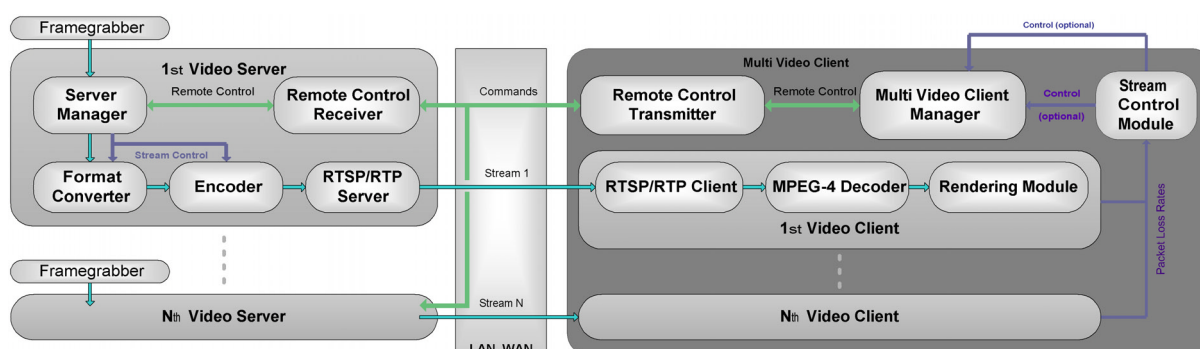 Framegrabber
1st Video Server
Server
Manager
Remote Control
Remote Control
Receiver
Stream Control
Format
Converter
Encoder
RTSP/RTP
Server
Commands
Stream 1
Stream N
LAN, WAN
Framegrabber
Nth Video Server
Control (optional)
Multi Video Client
Remote Control
Transmitter
Remote Control
Multi Video Client
Manager
Control
(optional)
Stream
Control
Module
RTSP/RTP Client
MPEG-4 Decoder
Rendering Module
1st Video Client
Packet Loss Rates
Nth Video Client